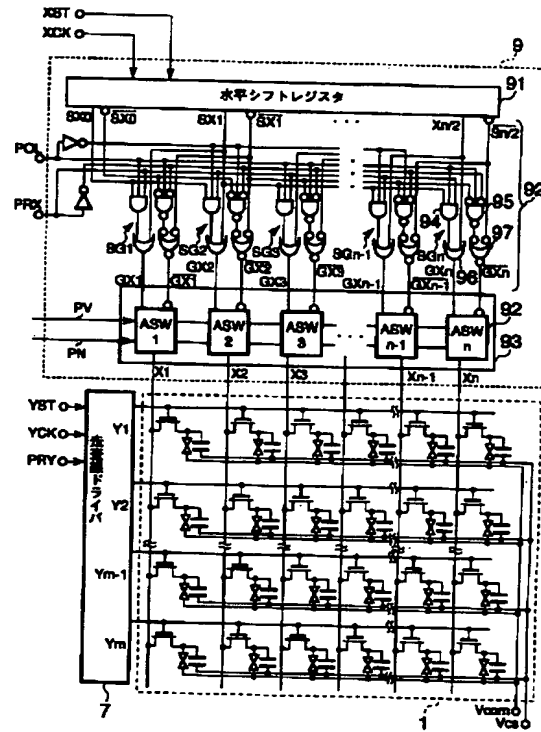 XST
XCK
9
水平シフトレジスタ
91
SX0 SX0 SX1 SX1 Xn/2 Sn/2
POL
PRX
92
95
94
97
SG1 SG2 SG3 SGn-1 SGn
96
GX1 GX1 GX2 GX2 GX3 GX3 GXn-1 GXn-1 GXn GXn
PV
PN
ASW 1 ASW 2 ASW 3 ASW n-1 ASW n
92
93
X1 X2 X3 Xn-1 Xn
YST
YCK
PRY
ドライバ
Y1
Y2
Ym-1
Ym
7
1
Vcom
Vcs